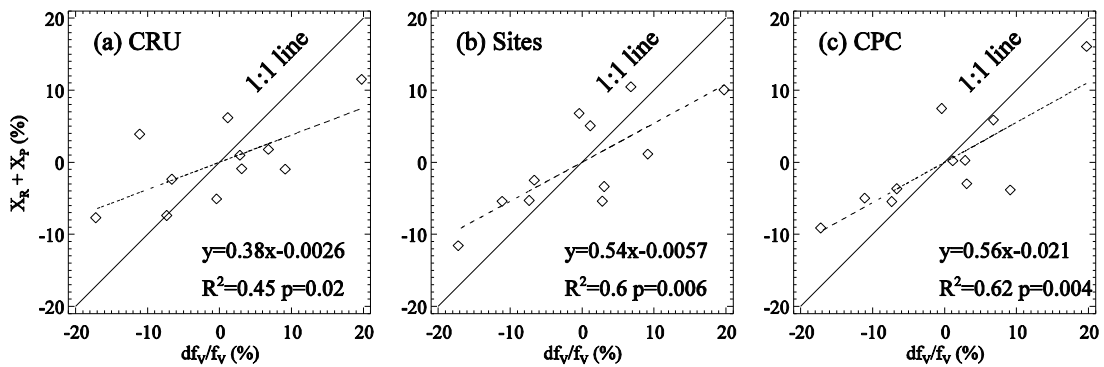 (a) CRU
1:1 line
20
10
0
-10
-20
X_R + X_P (%)
y=0.38x-0.0026
R²=0.45 p=0.02
-20 -10 0 10 20
df_V/f_V (%)
(b) Sites
1:1 line
20
10
0
-10
-20
y=0.54x-0.0057
R²=0.6 p=0.006
-20 -10 0 10 20
df_V/f_V (%)
(c) CPC
1:1 line
20
10
0
-10
-20
y=0.56x-0.021
R²=0.62 p=0.004
-20 -10 0 10 20
df_V/f_V (%)